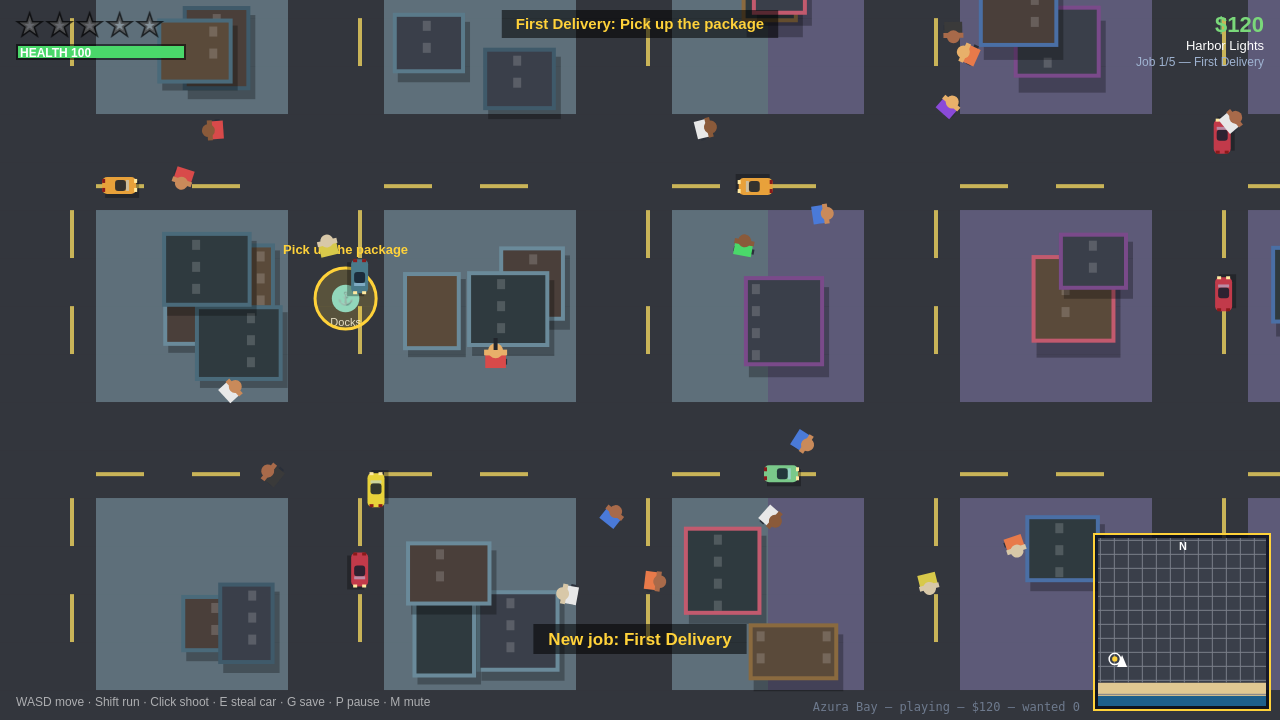 HEALTH 100
First Delivery: Pick up the package
$120
Harbor Lights
Job 1/5 — First Delivery
Pick up the package
Docks
N
New job: First Delivery
WASD move · Shift run · Click shoot · E steal car · G save · P pause · M mute
Azura Bay — playing — $120 — wanted 0